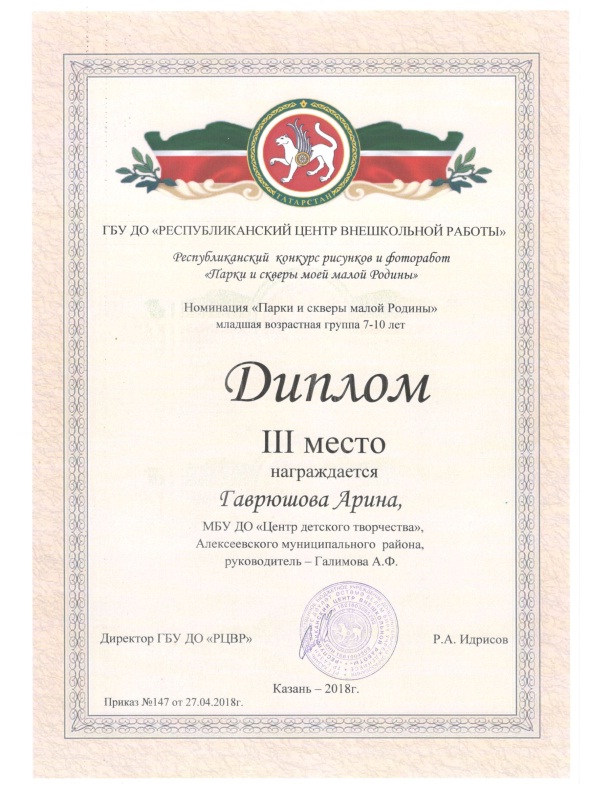 ТАТАРСТАН
ГБУ ДО «РЕСПУБЛИКАНСКИЙ ЦЕНТР ВНЕШКОЛЬНОЙ РАБОТЫ»
Республиканский конкурс рисунков и фоторабот
«Парки и скверы моей малой Родины»
Номинация «Парки и скверы малой Родины»
младшая возрастная группа 7-10 лет
Диплом
III место
награждается
Гаврюшова Арина,
МБУ ДО «Центр детского творчества»,
Алексеевского муниципального района,
руководитель – Галимова А.Ф.
Директор ГБУ ДО «РЦВР»
Р.А. Идрисов
Казань – 2018г.
Приказ №147 от 27.04.2018г.